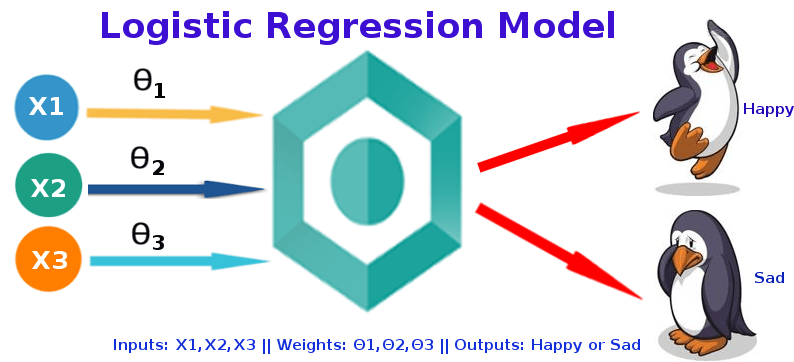 Logistic Regression Model
X1
Θ1
X2
Θ2
X3
Θ3
Happy
Sad
Inputs: X1,X2,X3 || Weights: Θ1,Θ2,Θ3 || Outputs: Happy or Sad